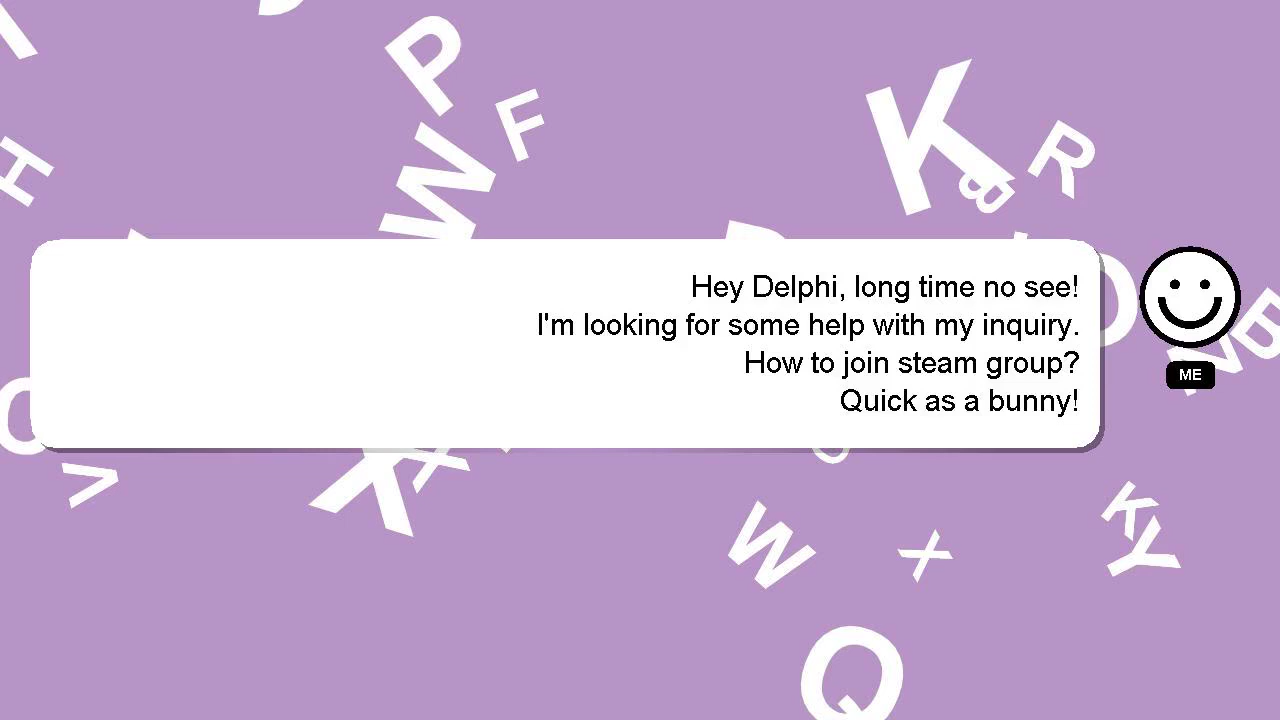 Hey Delphi, long time no see!
I'm looking for some help with my inquiry.
How to join steam group?
Quick as a bunny!
ME